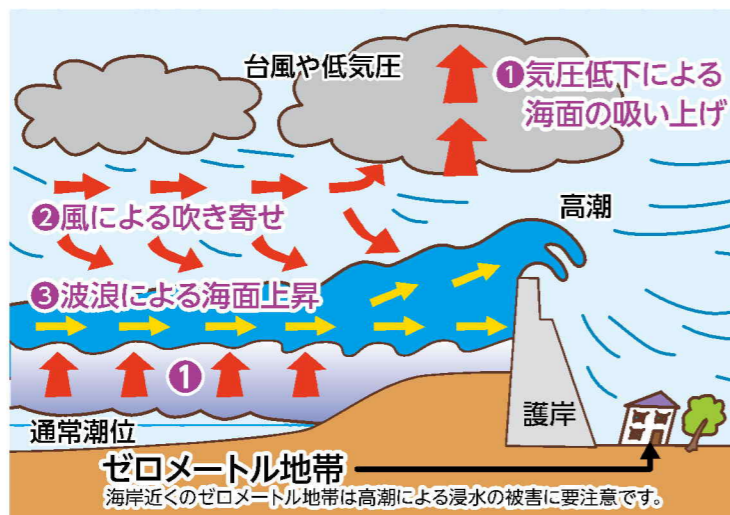 台風や低気圧
❶気圧低下による
海面の吸い上げ
❷風による吹き寄せ
高潮
❸波浪による海面上昇
❶
護岸
通常潮位
ゼロメートル地帯
海岸近くのゼロメートル地帯は高潮による浸水の被害に要注意です。